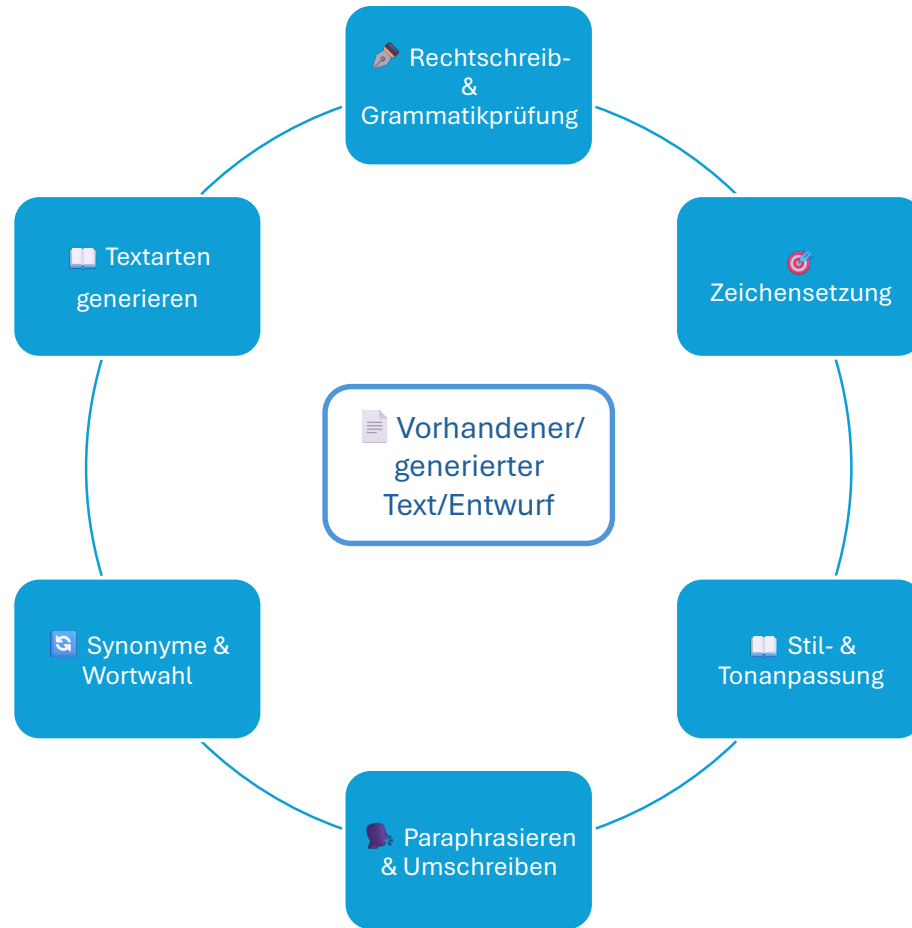 Rechtschreib-
&
Grammatikprüfung
Zeichensetzung
Stil- &
Tonanpassung
Paraphrasieren
& Umschreiben
Synonyme &
Wortwahl
Textarten
generieren
Vorhandener/
generierter
Text/Entwurf